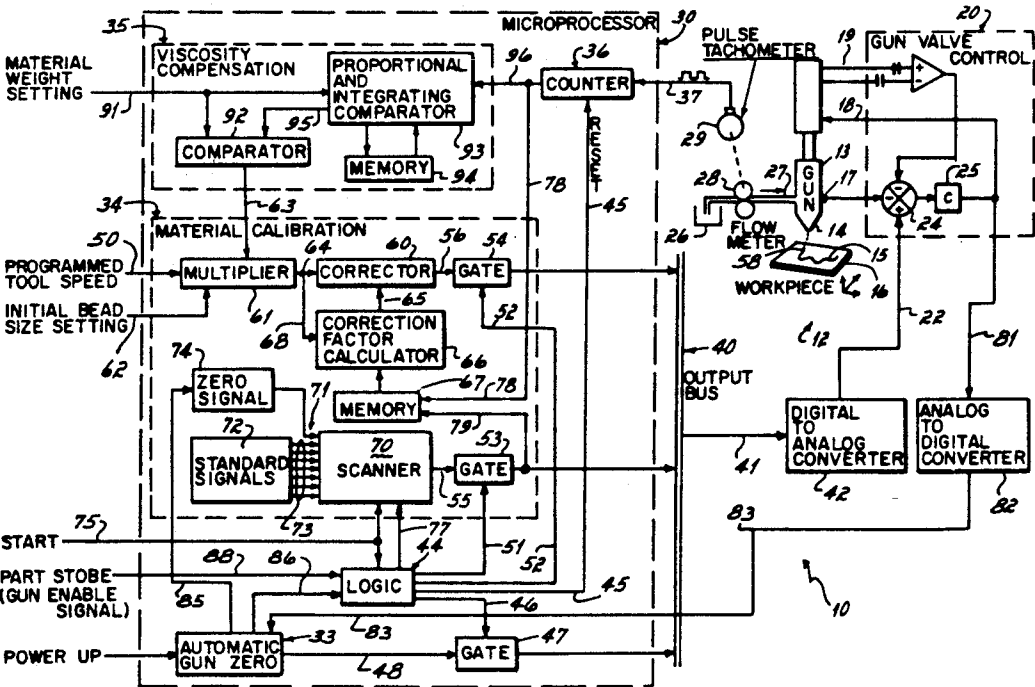 MICROPROCESSOR
30
35
VISCOSITY
COMPENSATION
MATERIAL
WEIGHT
SETTING
91
92
COMPARATOR
PROPORTIONAL
AND
INTEGRATING
COMPARATOR
95
93
MEMORY
94
96
36
COUNTER
37
RESET
78
45
63
PULSE
TACHOMETER
29
28
27
26
FLOW
METER
13
GUN
17
14
15
16
58
WORKPIECE
12
19
18
20
GUN VALVE
CONTROL
+
-
25
C
24
22
81
34
MATERIAL CALIBRATION
50
PROGRAMMED
TOOL SPEED
INITIAL BEAD
SIZE SETTING
62
MULTIPLIER
61
64
60
CORRECTOR
56
54
GATE
52
65
68
CORRECTION
FACTOR
CALCULATOR
66
67
MEMORY
78
79
74
ZERO
SIGNAL
71
72
STANDARD
SIGNALS
73
70
SCANNER
55
53
GATE
40
OUTPUT
BUS
41
DIGITAL
TO
ANALOG
CONVERTER
42
ANALOG
TO
DIGITAL
CONVERTER
82
83
75
START
77
44
51
52
88
86
PART STOBE
(GUN ENABLE
SIGNAL)
LOGIC
45
46
85
83
33
47
POWER UP
AUTOMATIC
GUN ZERO
48
GATE
10